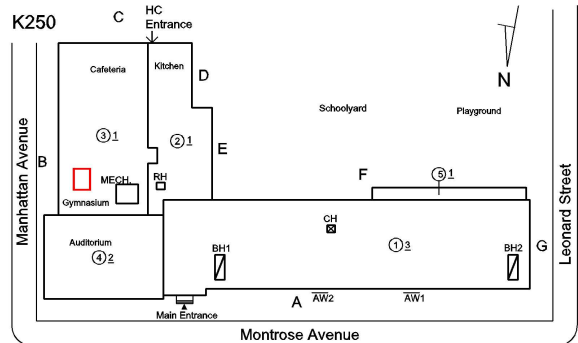 K250
C
HC
Entrance
Cafeteria
Kitchen
D
N
Schoolyard
Playground
Manhattan Avenue
B
3 1
2 1
E
MECH.
RH
F
5 1
Leonard Street
Gymnasium
Auditorium
4 2
CH
1 3
BH1
BH2
G
A
AW2
AW1
Main Entrance
Montrose Avenue